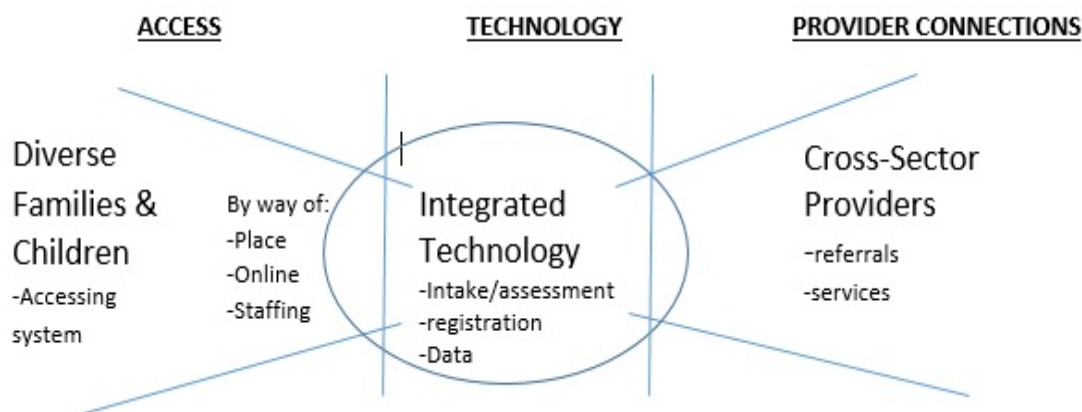 ACCESS
TECHNOLOGY
PROVIDER CONNECTIONS
Diverse
Families &
Children
-Accessing
system
By way of:
-Place
-Online
-Staffing
Integrated
Technology
-Intake/assessment
-registration
-Data
Cross-Sector
Providers
-referrals
-services